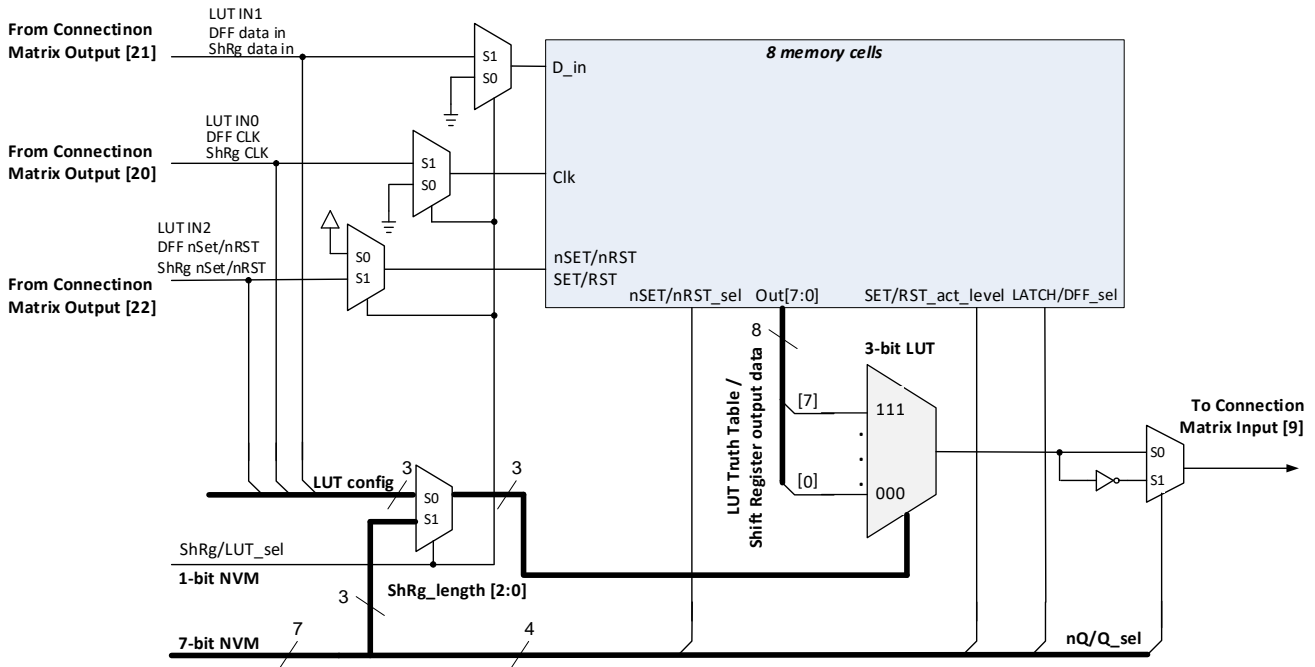 LUT IN1
From Connectinon
DFF data in
Matrix Output [21]
ShRg data in
S1
S0
D_in
8 memory cells
LUT IN0
From Connectinon
DFF CLK
Matrix Output [20]
ShRg CLK
S1
S0
Clk
LUT IN2
DFF nSet/nRST
ShRg nSet/nRST
From Connectinon
Matrix Output [22]
S0
S1
nSET/nRST
SET/RST
nSET/nRST_sel
Out[7:0]
SET/RST_act_level
LATCH/DFF_sel
8
3-bit LUT
LUT Truth Table /
Shift Register output data
[7]
111
.
.
.
[0]
000
To Connection
Matrix Input [9]
S0
S1
LUT config
3
S0
S1
3
ShRg/LUT_sel
1-bit NVM
ShRg_length [2:0]
3
7-bit NVM
7
4
nQ/Q_sel